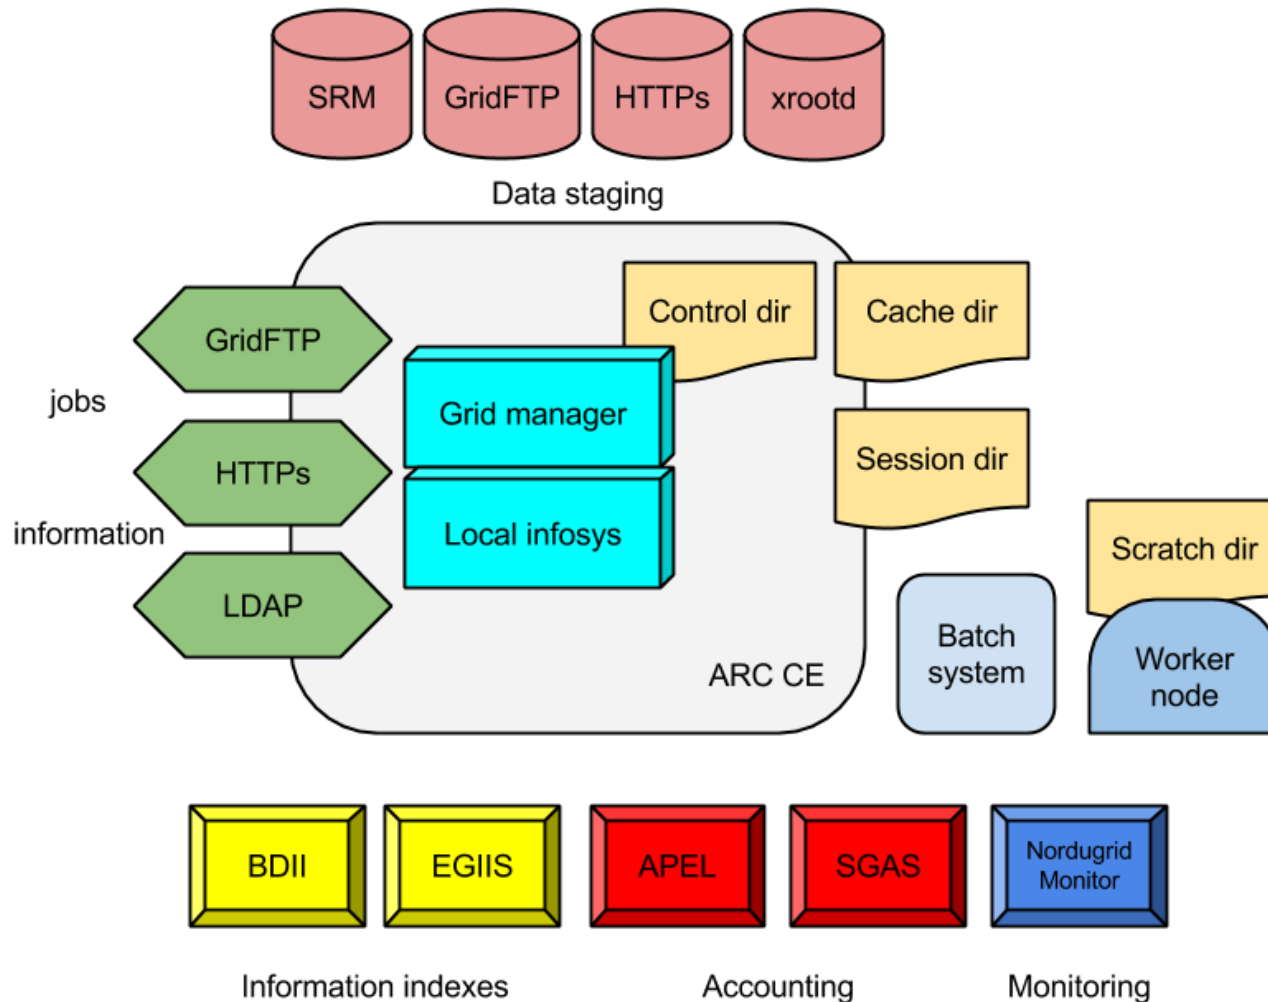 SRM
GridFTP
HTTPs
xrootd
Data staging
Control dir
Cache dir
GridFTP
jobs
Grid manager
Session dir
HTTPs
information
Local infosys
Scratch dir
LDAP
Batch
system
Worker
node
ARC CE
BDII
EGIIS
APEL
SGAS
Nordugrid
Monitor
Information indexes
Accounting
Monitoring